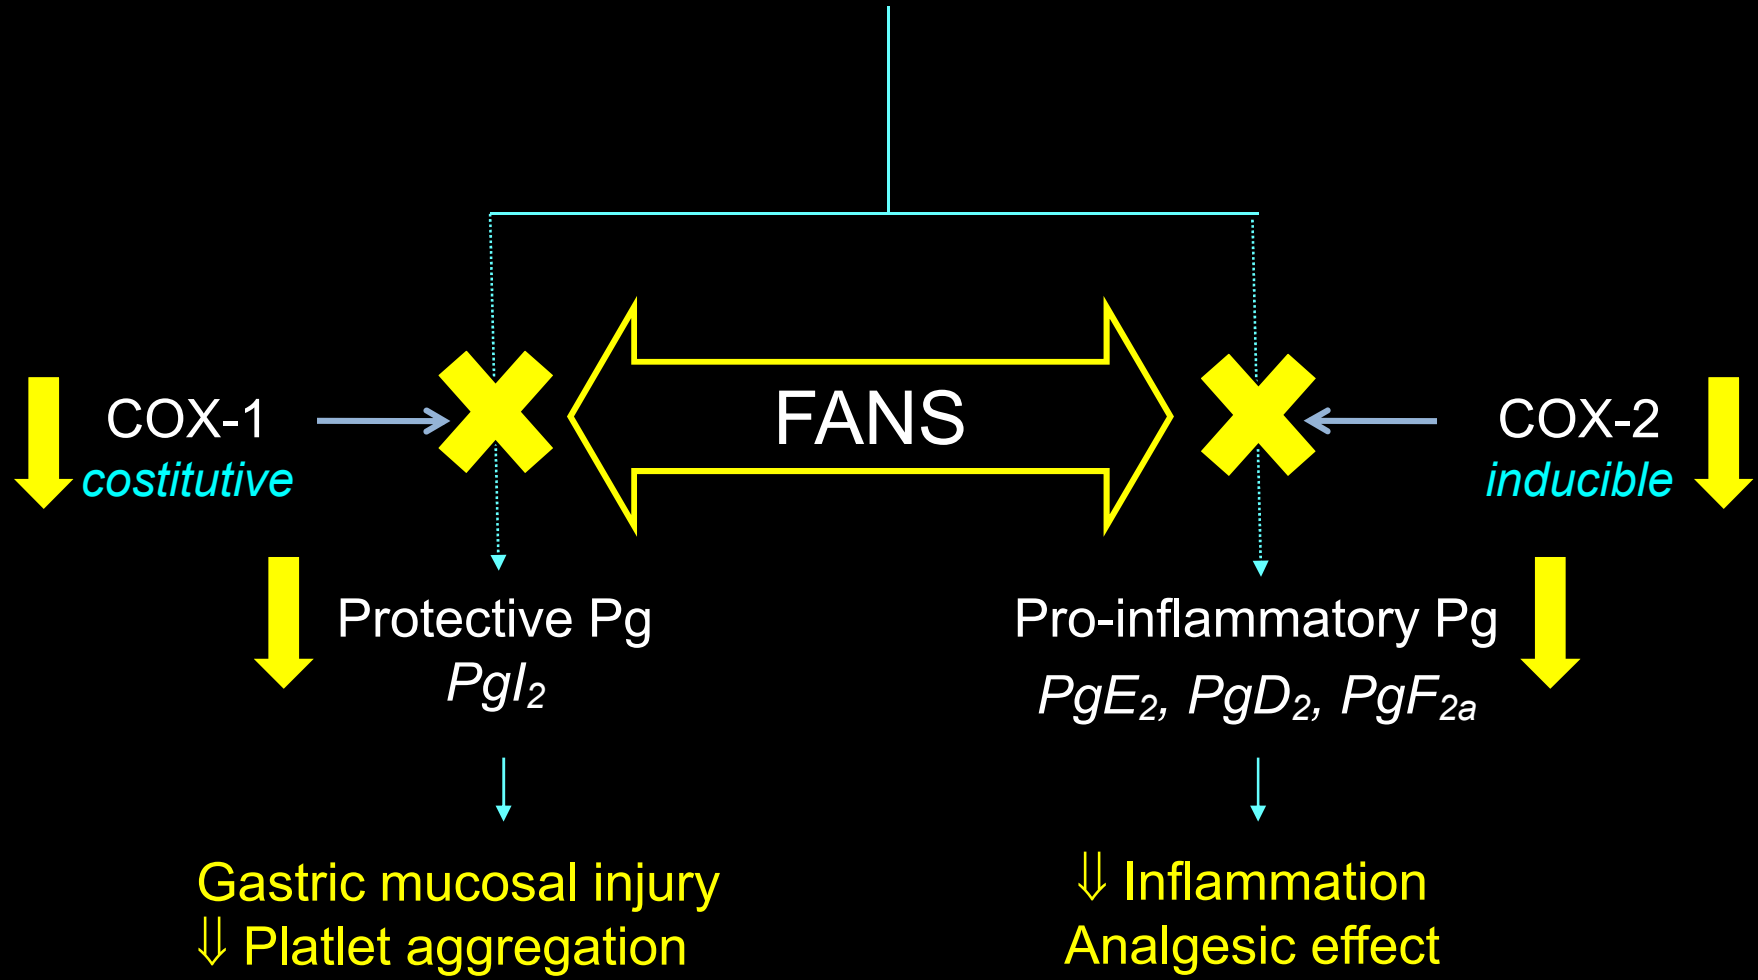 FANS
COX-1
costitutive
COX-2
inducible
Protective Pg
PgI₂
Pro-inflammatory Pg
PgE₂, PgD₂, PgF₂ₐ
Gastric mucosal injury
⇓ Platlet aggregation
⇓ Inflammation
Analgesic effect